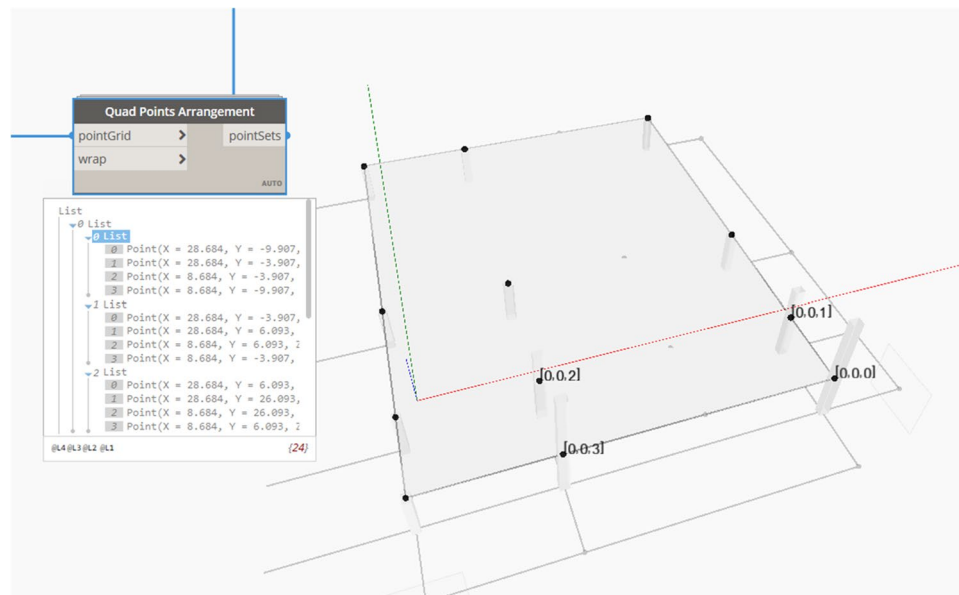 Quad Points Arrangement
pointGrid > pointSets
wrap >
AUTO
List
0 List
0 List
0 Point(X = 28.684, Y = -9.907,
1 Point(X = 28.684, Y = -3.907,
2 Point(X = 8.684, Y = -3.907,
3 Point(X = 8.684, Y = -9.907,
1 List
0 Point(X = 28.684, Y = -3.907,
1 Point(X = 28.684, Y = 6.093,
2 Point(X = 8.684, Y = 6.093, 2
3 Point(X = 8.684, Y = -3.907,
2 List
0 Point(X = 28.684, Y = 6.093,
1 Point(X = 28.684, Y = 26.093,
2 Point(X = 8.684, Y = 26.093,
3 Point(X = 8.684, Y = 6.093, 2
@L4 @L3 @L2 @L1 {24}
[0,0,1]
[0,0,2]
[0,0,0]
[0,0,3]